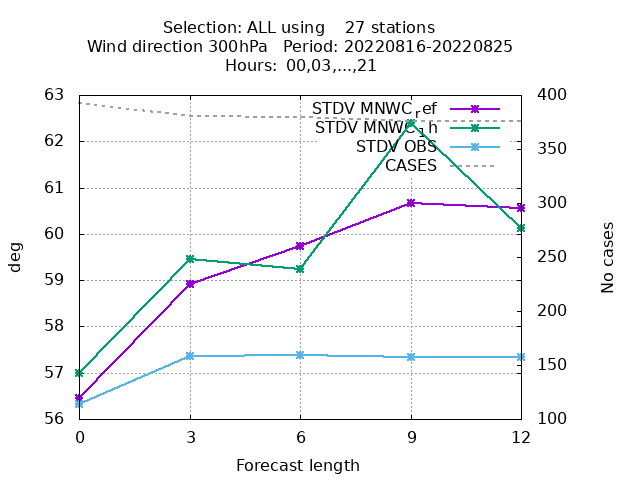 Selection: ALL using    27 stations
Wind direction 300hPa   Period: 20220816-20220825
Hours:  00,03,...,21
STDV MNWC_ref
STDV MNWC_1h
STDV OBS
CASES
63
62
61
60
59
58
57
56
deg
400
350
300
250
200
150
100
No cases
0 3 6 9 12
Forecast length